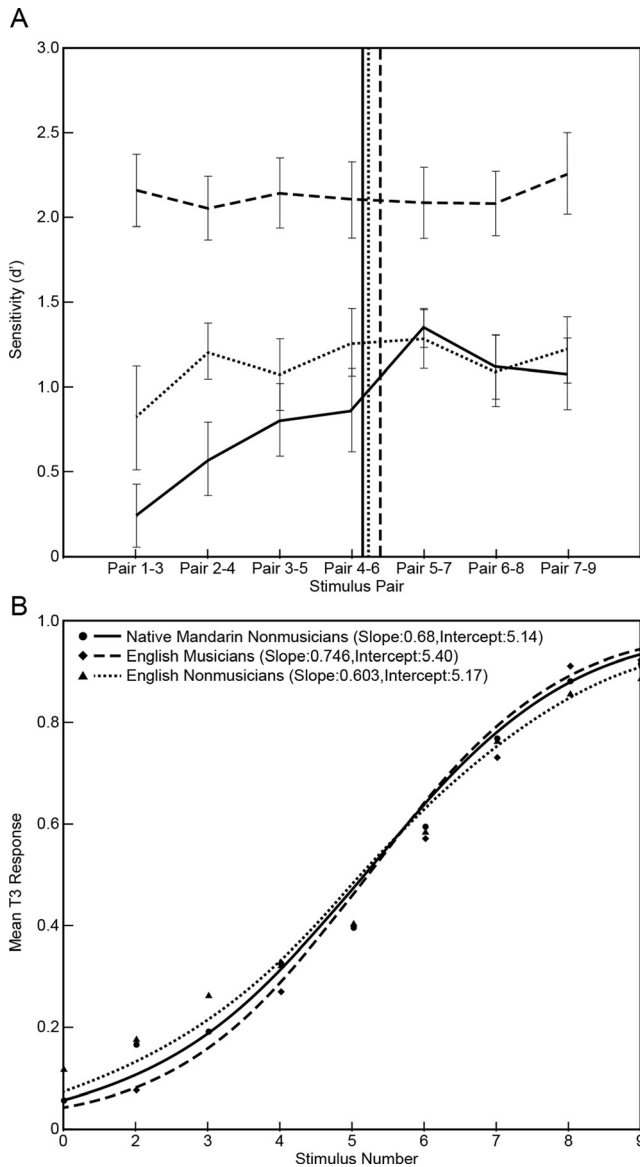 A
3.0
2.5
2.0
1.5
1.0
0.5
0
Sensitivity (d')
Pair 1-3 Pair 2-4 Pair 3-5 Pair 4-6 Pair 5-7 Pair 6-8 Pair 7-9
Stimulus Pair
B
1.0
0.8
0.6
0.4
0.2
0
Mean T3 Response
Native Mandarin Nonmusicians (Slope:0.68,Intercept:5.14)
English Musicians (Slope:0.746,Intercept:5.40)
English Nonmusicians (Slope:0.603,Intercept:5.17)
0 2 3 4 5 6 7 8 9
Stimulus Number